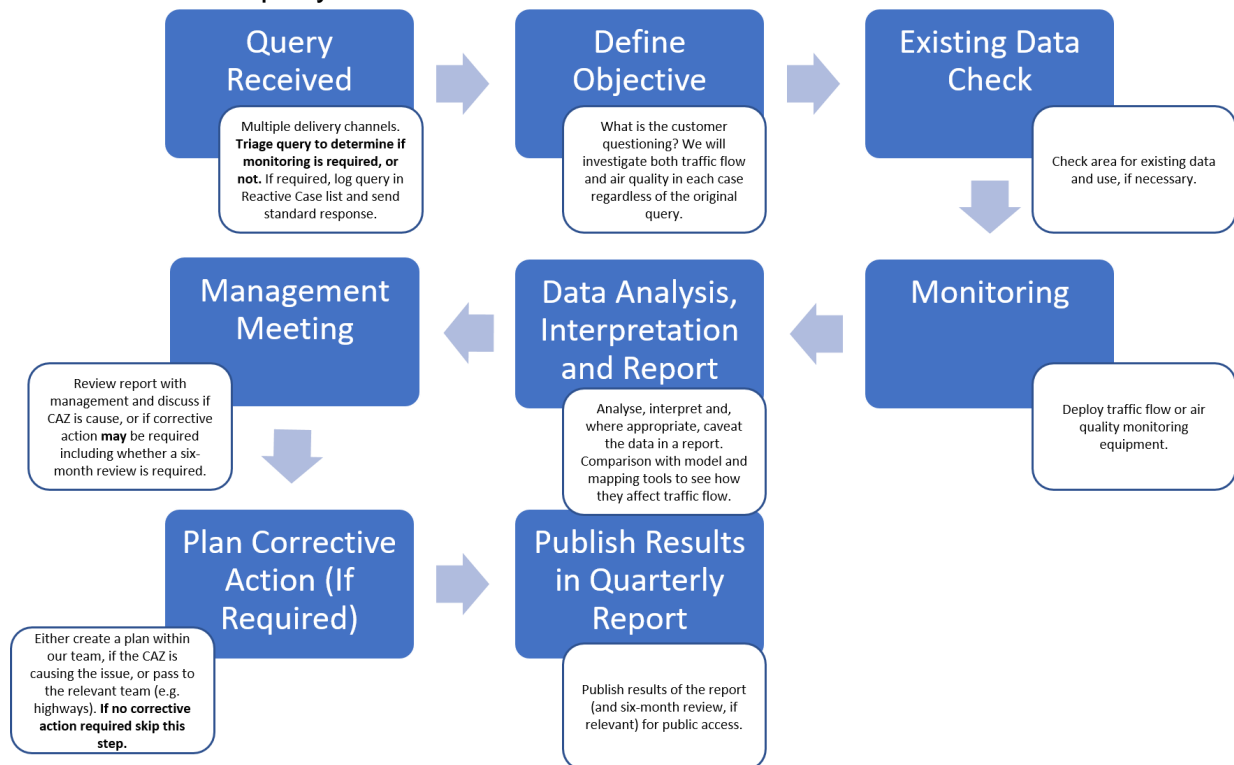 Query
Received
Multiple delivery channels.
Triage query to determine if
monitoring is required, or
not. If required, log query in
Reactive Case list and send
standard response.
Define
Objective
What is the customer
questioning? We will
investigate both traffic flow
and air quality in each case
regardless of the original
query.
Existing Data
Check
Check area for existing data
and use, if necessary.
Monitoring
Deploy traffic flow or air
quality monitoring
equipment.
Data Analysis,
Interpretation
and Report
Analyse, interpret and,
where appropriate, caveat
the data in a report.
Comparison with model and
mapping tools to see how
they affect traffic flow.
Management
Meeting
Review report with
management and discuss if
CAZ is cause, or if corrective
action may be required
including whether a six-
month review is required.
Plan Corrective
Action (If
Required)
Either create a plan within
our team, if the CAZ is
causing the issue, or pass to
the relevant team (e.g.
highways). If no corrective
action required skip this
step.
Publish Results
in Quarterly
Report
Publish results of the report
(and six-month review, if
relevant) for public access.